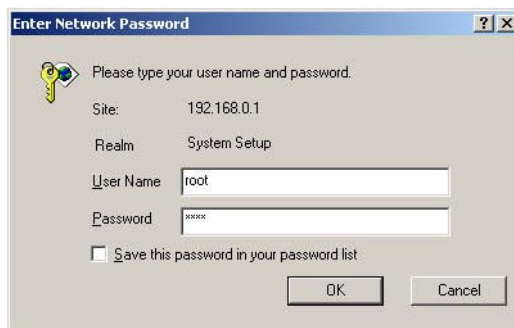 Enter Network Password
Please type your user name and password.
Site: 192.168.0.1
Realm System Setup
User Name root
Password ****
Save this password in your password list
OK Cancel